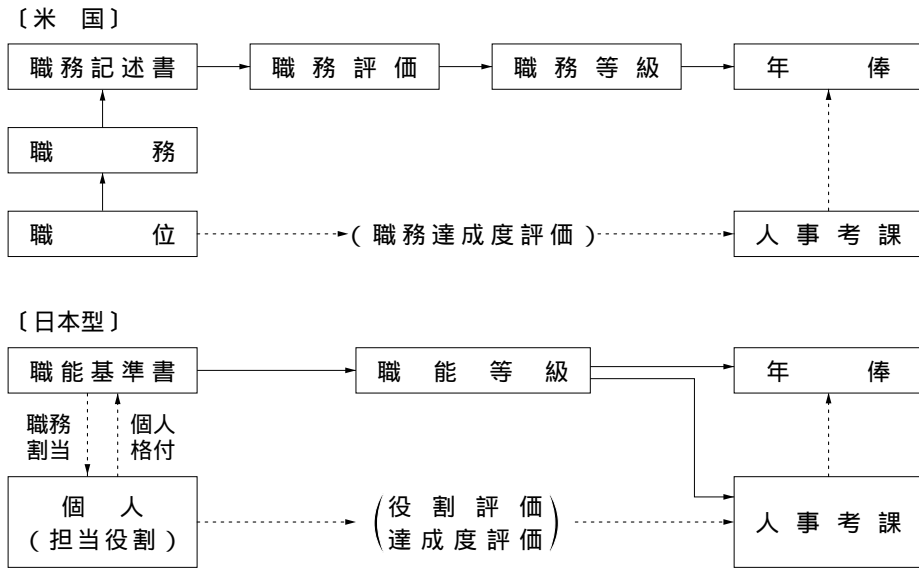 〔米 国〕
職務記述書 職務評価 職務等級 年俸
職務
職位 (職務達成度評価) 人事考課
〔日本型〕
職能基準書 職能等級 年俸
職務割当 個人格付
個人 (役割評価
(担当役割) 達成度評価) 人事考課